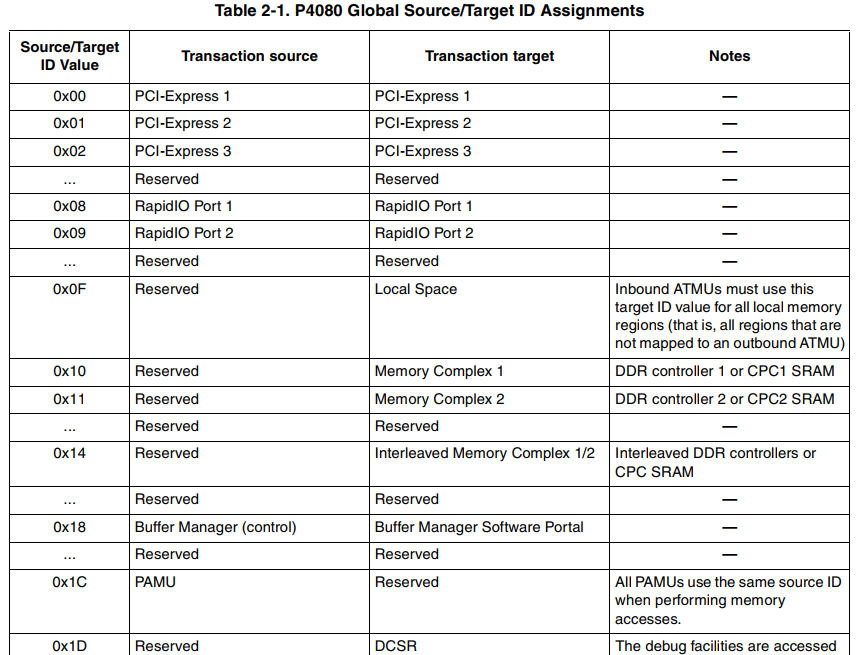 Table 2-1. P4080 Global Source/Target ID Assignments
Source/Target ID Value Transaction source Transaction target Notes
0x00 PCI-Express 1 PCI-Express 1 —
0x01 PCI-Express 2 PCI-Express 2 —
0x02 PCI-Express 3 PCI-Express 3 —
... Reserved Reserved —
0x08 RapidIO Port 1 RapidIO Port 1 —
0x09 RapidIO Port 2 RapidIO Port 2 —
... Reserved Reserved —
0x0F Reserved Local Space Inbound ATMUs must use this
target ID value for all local memory
regions (that is, all regions that are
not mapped to an outbound ATMU)
0x10 Reserved Memory Complex 1 DDR controller 1 or CPC1 SRAM
0x11 Reserved Memory Complex 2 DDR controller 2 or CPC2 SRAM
... Reserved Reserved —
0x14 Reserved Interleaved Memory Complex 1/2 Interleaved DDR controllers or
CPC SRAM
... Reserved Reserved —
0x18 Buffer Manager (control) Buffer Manager Software Portal —
... Reserved Reserved —
0x1C PAMU Reserved All PAMUs use the same source ID
when performing memory
accesses.
0x1D Reserved DCSR The debug facilities are accessed